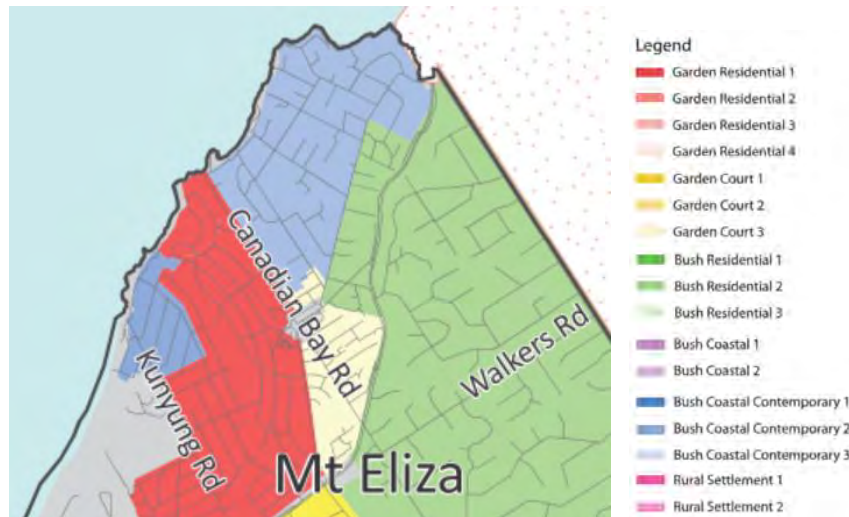 Canadian Bay Rd
Kunyung Rd
Walkers Rd
Mt Eliza
Legend
Garden Residential 1
Garden Residential 2
Garden Residential 3
Garden Residential 4
Garden Court 1
Garden Court 2
Garden Court 3
Bush Residential 1
Bush Residential 2
Bush Residential 3
Bush Coastal 1
Bush Coastal 2
Bush Coastal Contemporary 1
Bush Coastal Contemporary 2
Bush Coastal Contemporary 3
Rural Settlement 1
Rural Settlement 2